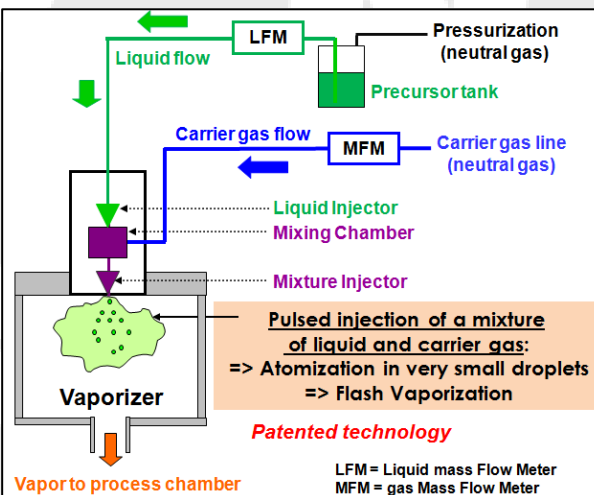 Pressurization
(neutral gas)
LFM
Liquid flow
Precursor tank
Carrier gas flow
MFM
Carrier gas line
(neutral gas)
Liquid Injector
Mixing Chamber
Mixture Injector
Pulsed injection of a mixture
of liquid and carrier gas:
=> Atomization in very small droplets
=> Flash Vaporization
Vaporizer
Patented technology
Vapor to process chamber
LFM = Liquid mass Flow Meter
MFM = gas Mass Flow Meter